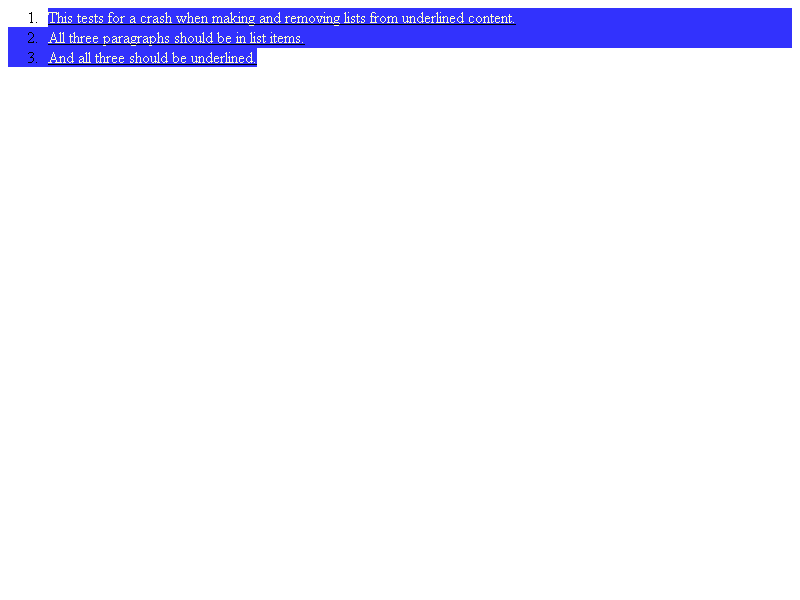 1. This tests for a crash when making and removing lists from underlined content.
2. All three paragraphs should be in list items.
3. And all three should be underlined.